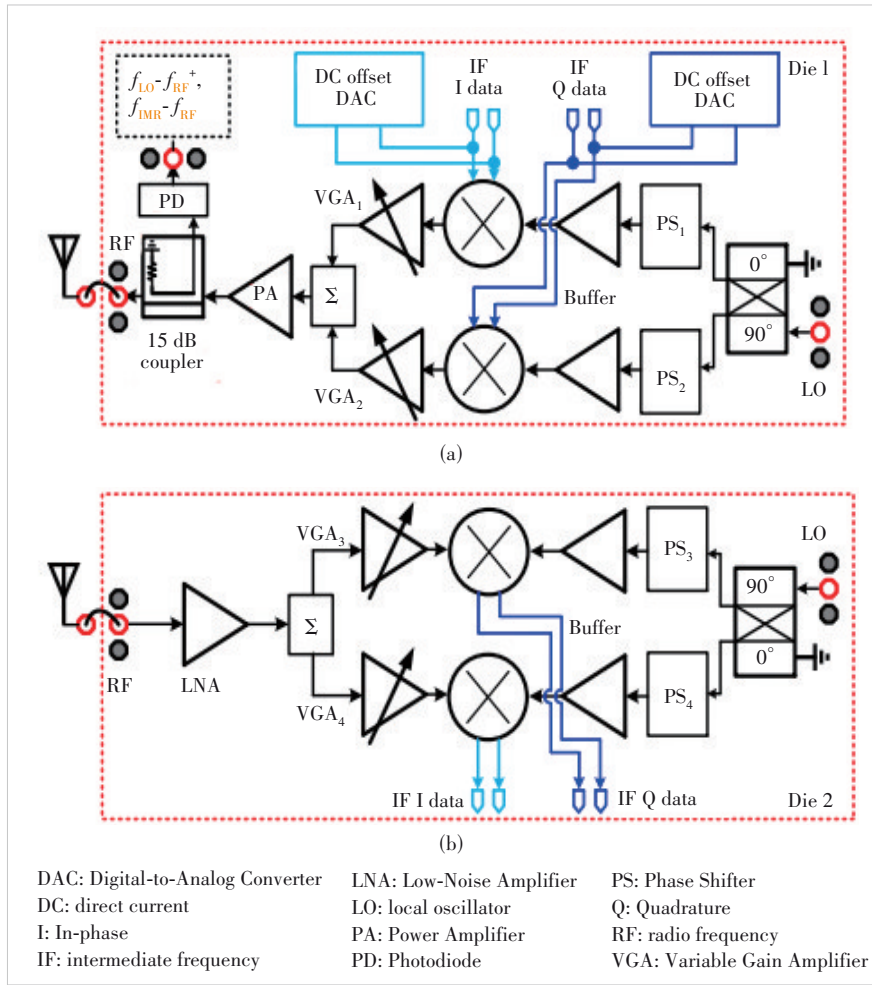 DC offset
DAC
IF
I data
IF
Q data
DC offset
DAC
Die 1
f_LO-f_RF^+,
f_IMR-f_RF
PD
VGA₁
PS₁
0°
RF
PA
Σ
Buffer
90°
15 dB
coupler
VGA₂
PS₂
LO
(a)
VGA₃
PS₃
LO
90°
Σ
Buffer
0°
RF
LNA
VGA₄
PS₄
IF I data
IF Q data
Die 2
(b)
DAC: Digital-to-Analog Converter
DC: direct current
I: In-phase
IF: intermediate frequency
LNA: Low-Noise Amplifier
LO: local oscillator
PA: Power Amplifier
PD: Photodiode
PS: Phase Shifter
Q: Quadrature
RF: radio frequency
VGA: Variable Gain Amplifier